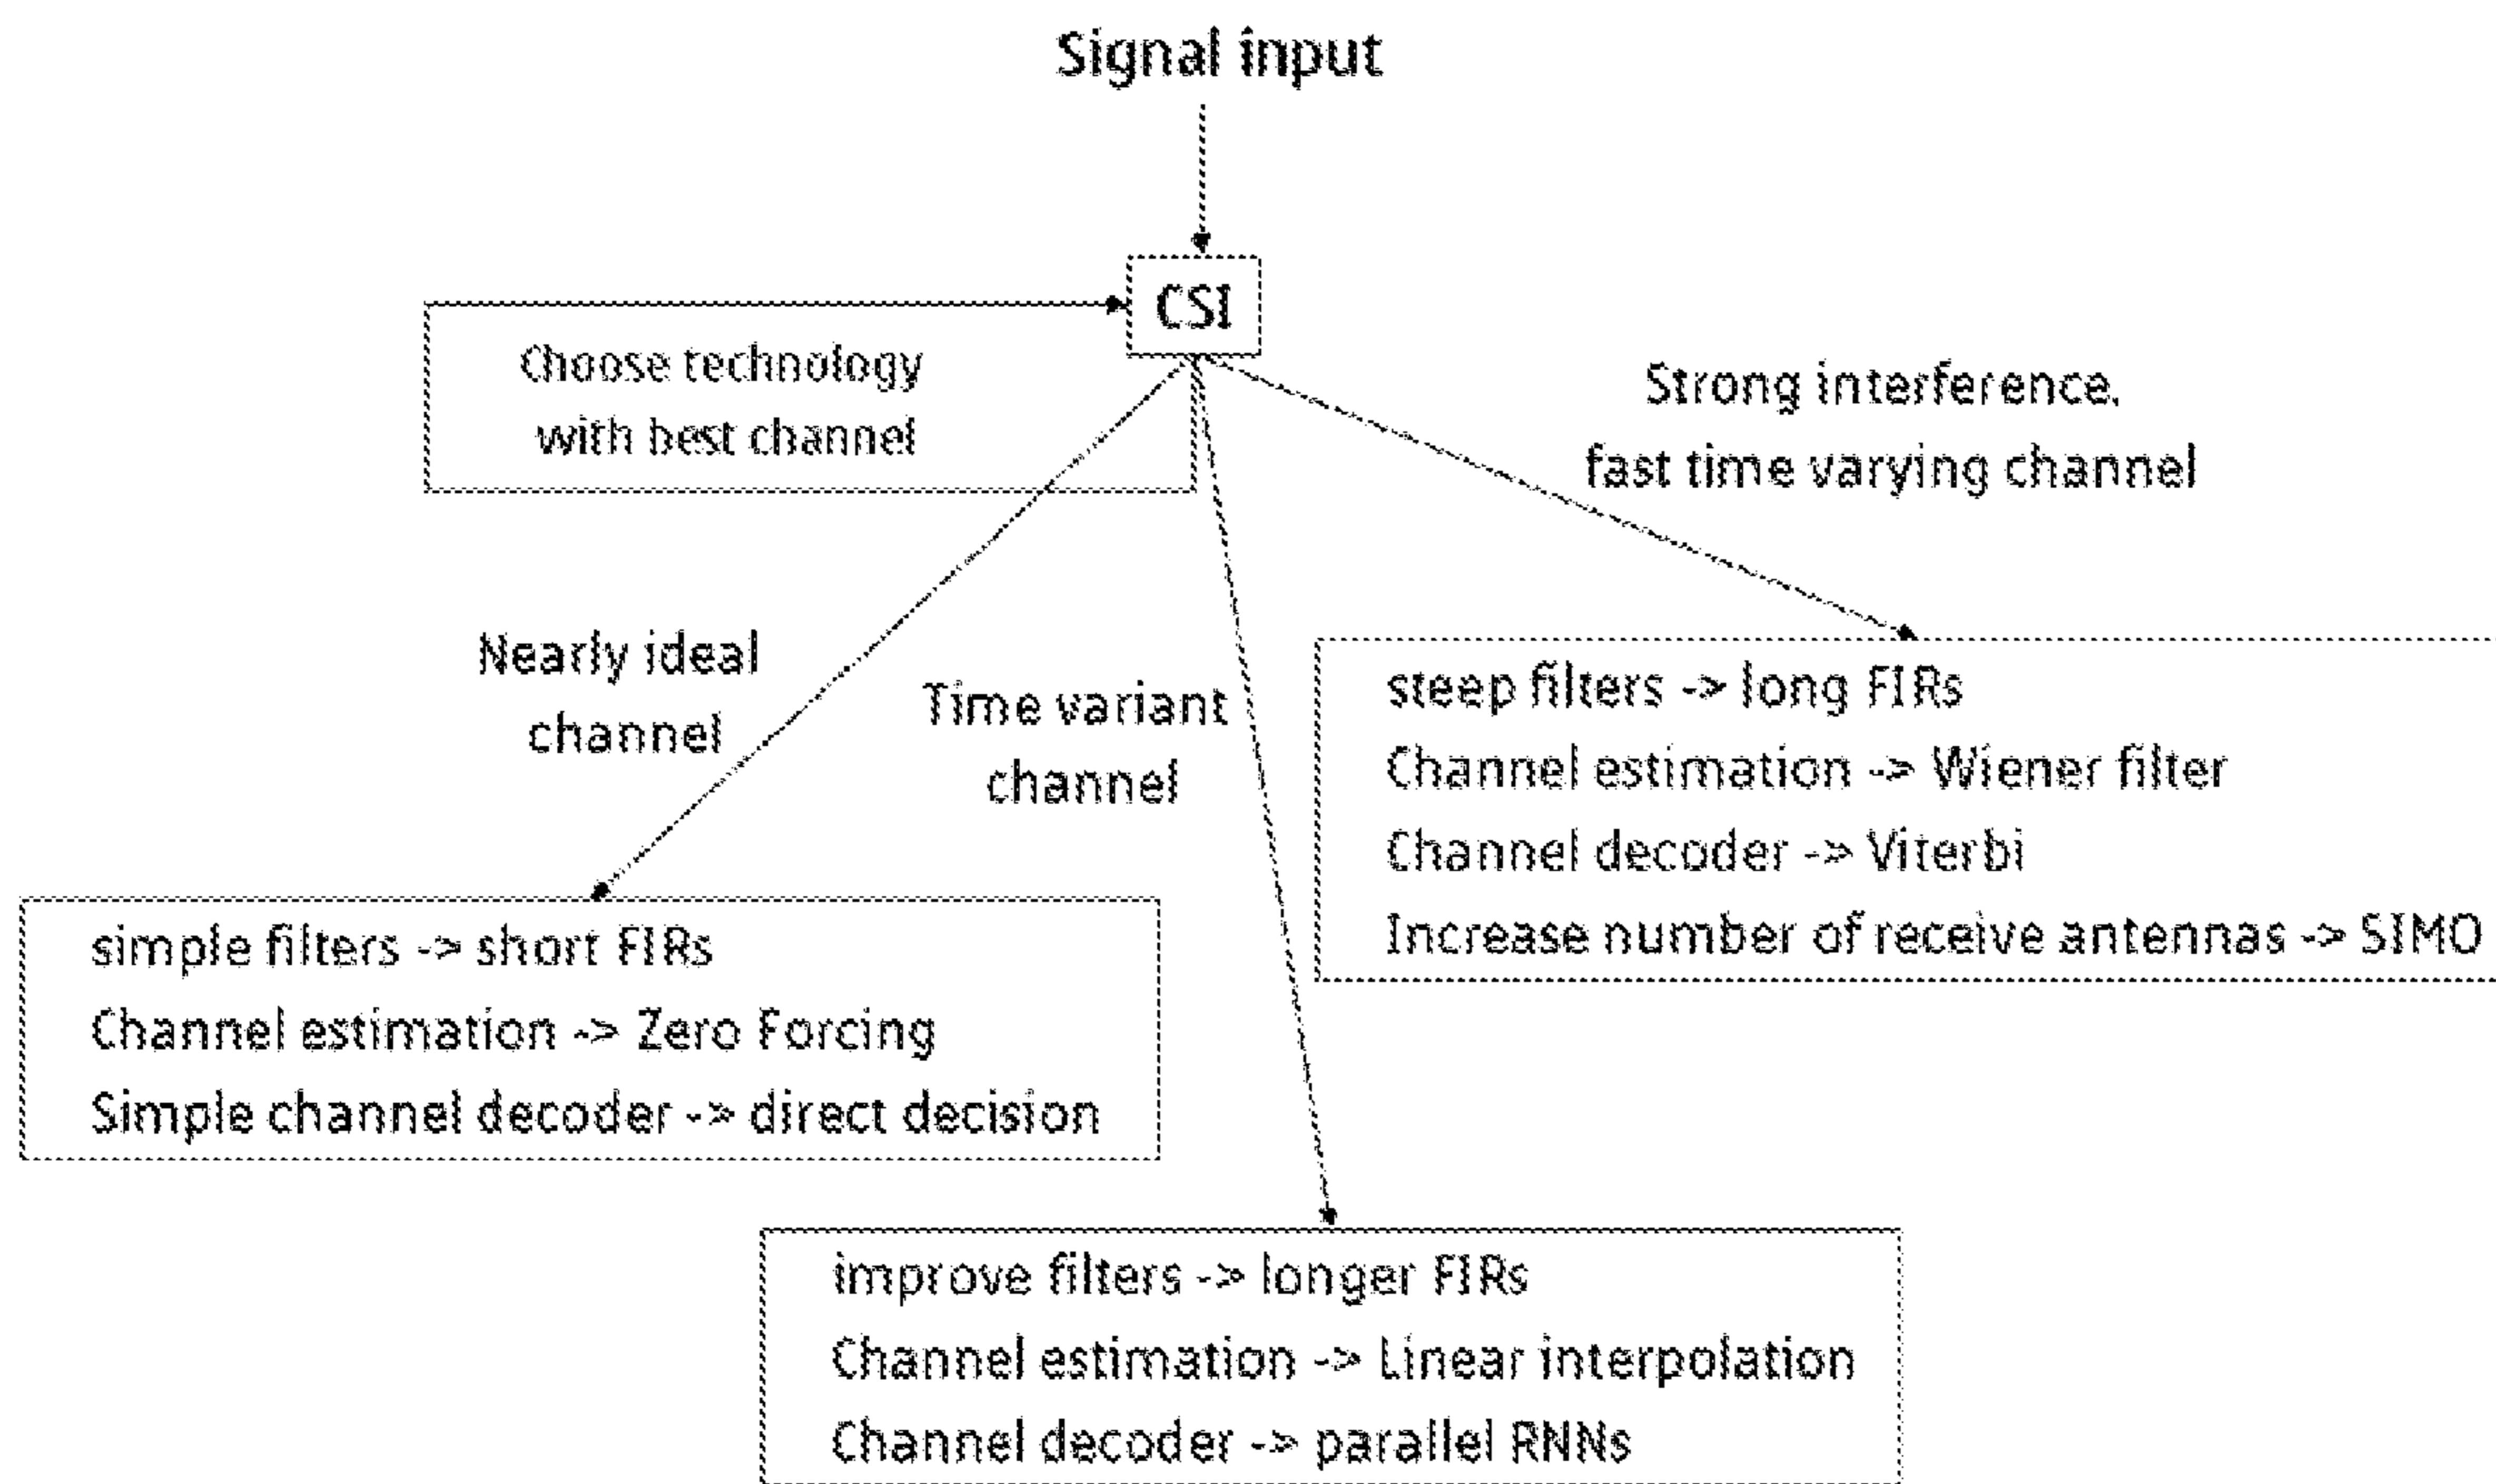 Signal input
CSI
Choose technology
with best channel
Strong interference,
fast time varying channel
Nearly ideal
channel
Time variant
channel
steep filters -> long FIRs
Channel estimation -> Wiener filter
Channel decoder -> Viterbi
Increase number of receive antennas -> SIMO
simple filters -> short FIRs
Channel estimation -> Zero Forcing
Simple channel decoder -> direct decision
improve filters -> longer FIRs
Channel estimation -> Linear interpolation
Channel decoder -> parallel RNNs